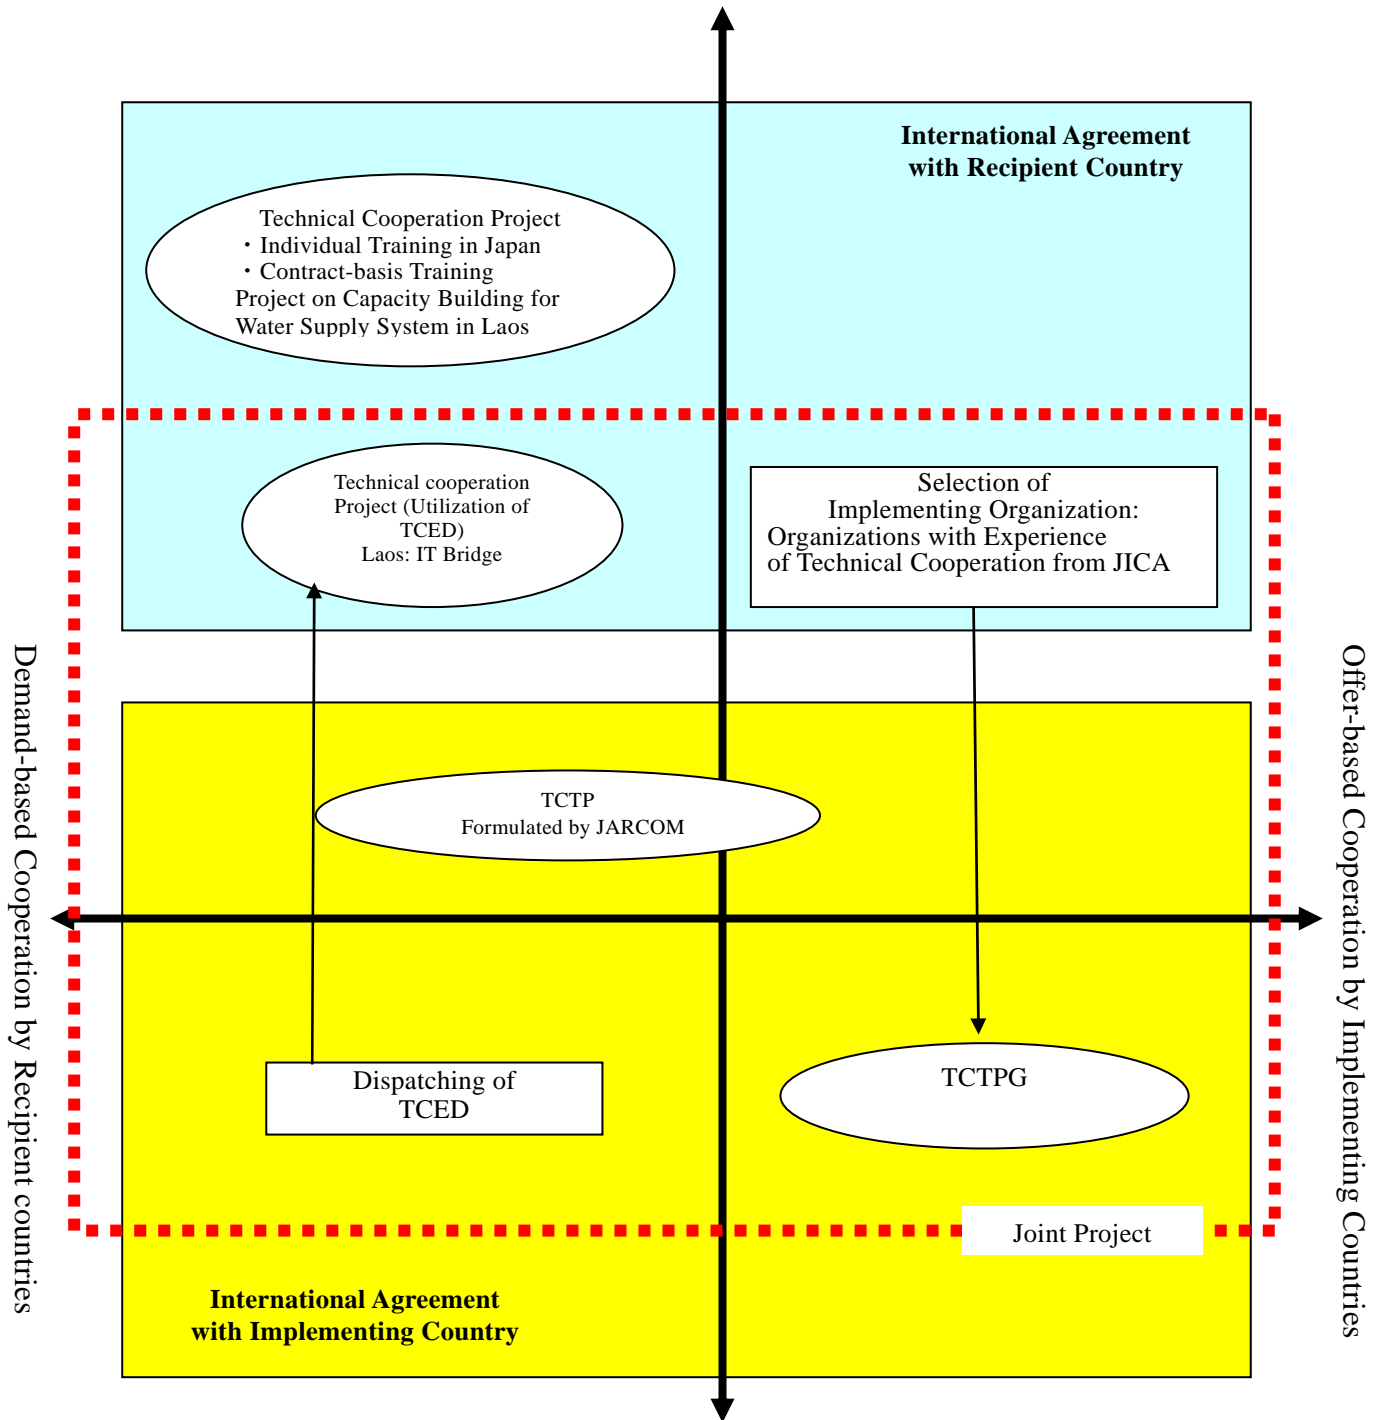 International Agreement
with Recipient Country
Technical Cooperation Project
・Individual Training in Japan
・Contract-basis Training
Project on Capacity Building for
Water Supply System in Laos
Technical cooperation
Project (Utilization of
TCED)
Laos: IT Bridge
Selection of
Implementing Organization:
Organizations with Experience
of Technical Cooperation from JICA
Demand-based Cooperation by Recipient countries
Offer-based Cooperation by Implementing Countries
TCTP
Formulated by JARCOM
Dispatching of
TCED
TCTPG
Joint Project
International Agreement
with Implementing Country